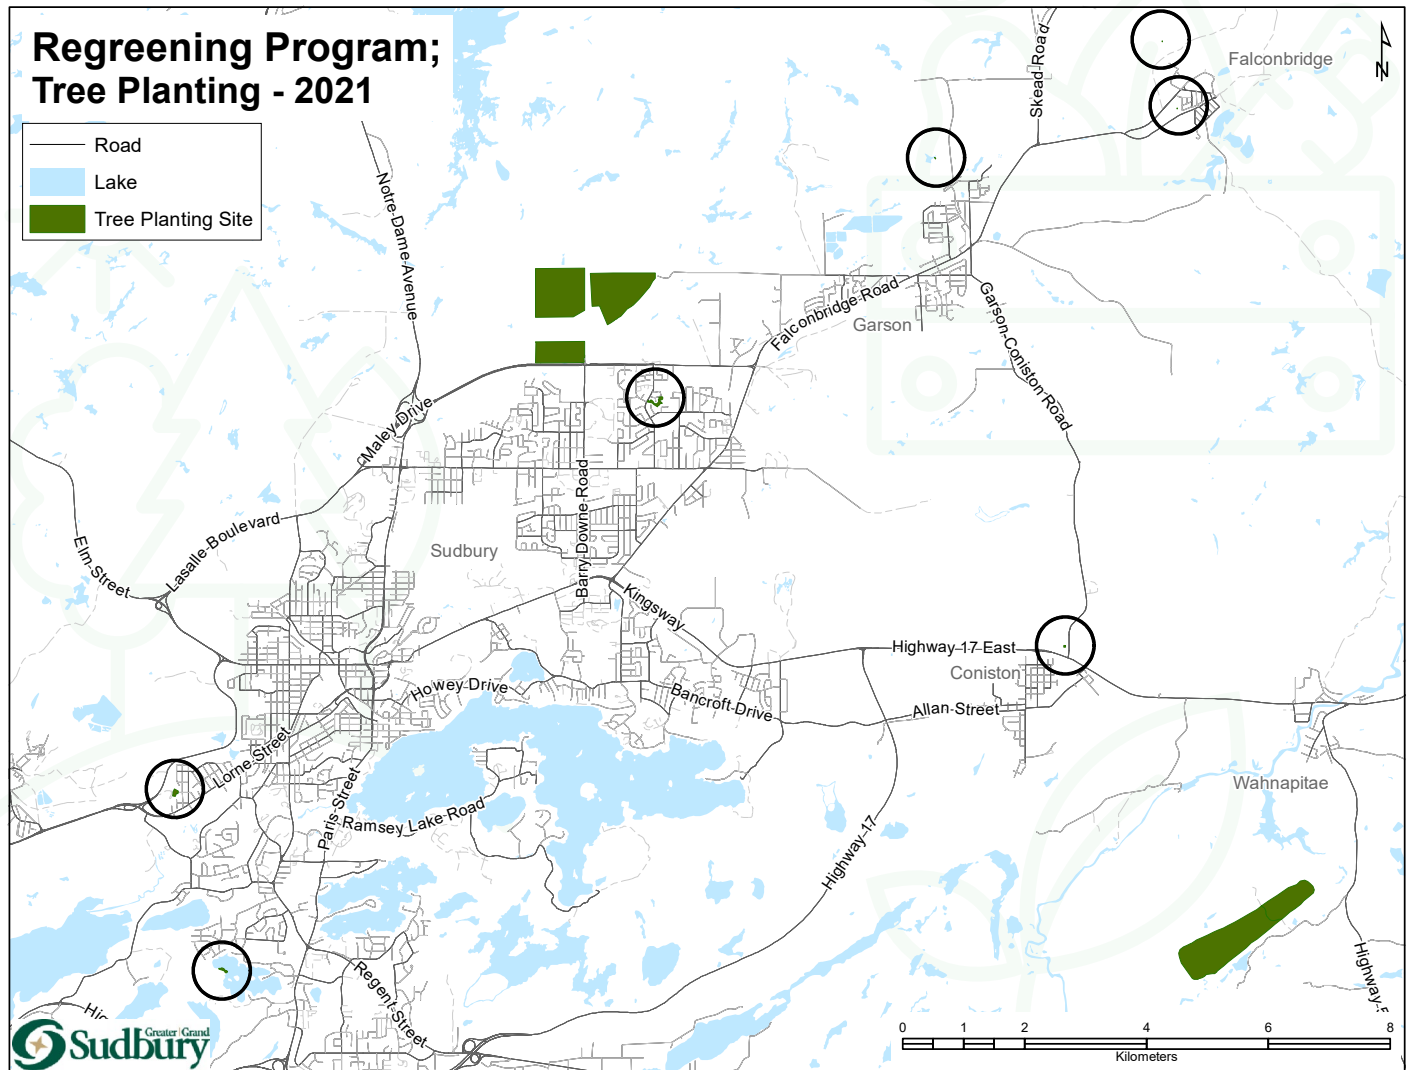 Regreening Program;
Tree Planting - 2021
Road
Lake
Tree Planting Site
N
Falconbridge
Skead Road
Notre-Dame-Avenue
Falconbridge-Road
Garson
Garson-Coniston Road
Maley-Drive
Lasalle-Boulevard
Elm-Street
Sudbury
Barry-Downe-Road
Kingsway
Highway 17 East
Coniston
Howey Drive
Bancroft-Drive
Allan-Street
Lorne-Street
Paris-Street
Ramsey Lake-Road
Wahnapitae
Highway-17
Regent-Street
Highway-
0 1 2 4 6 8
Kilometers
Greater Grand
Sudbury